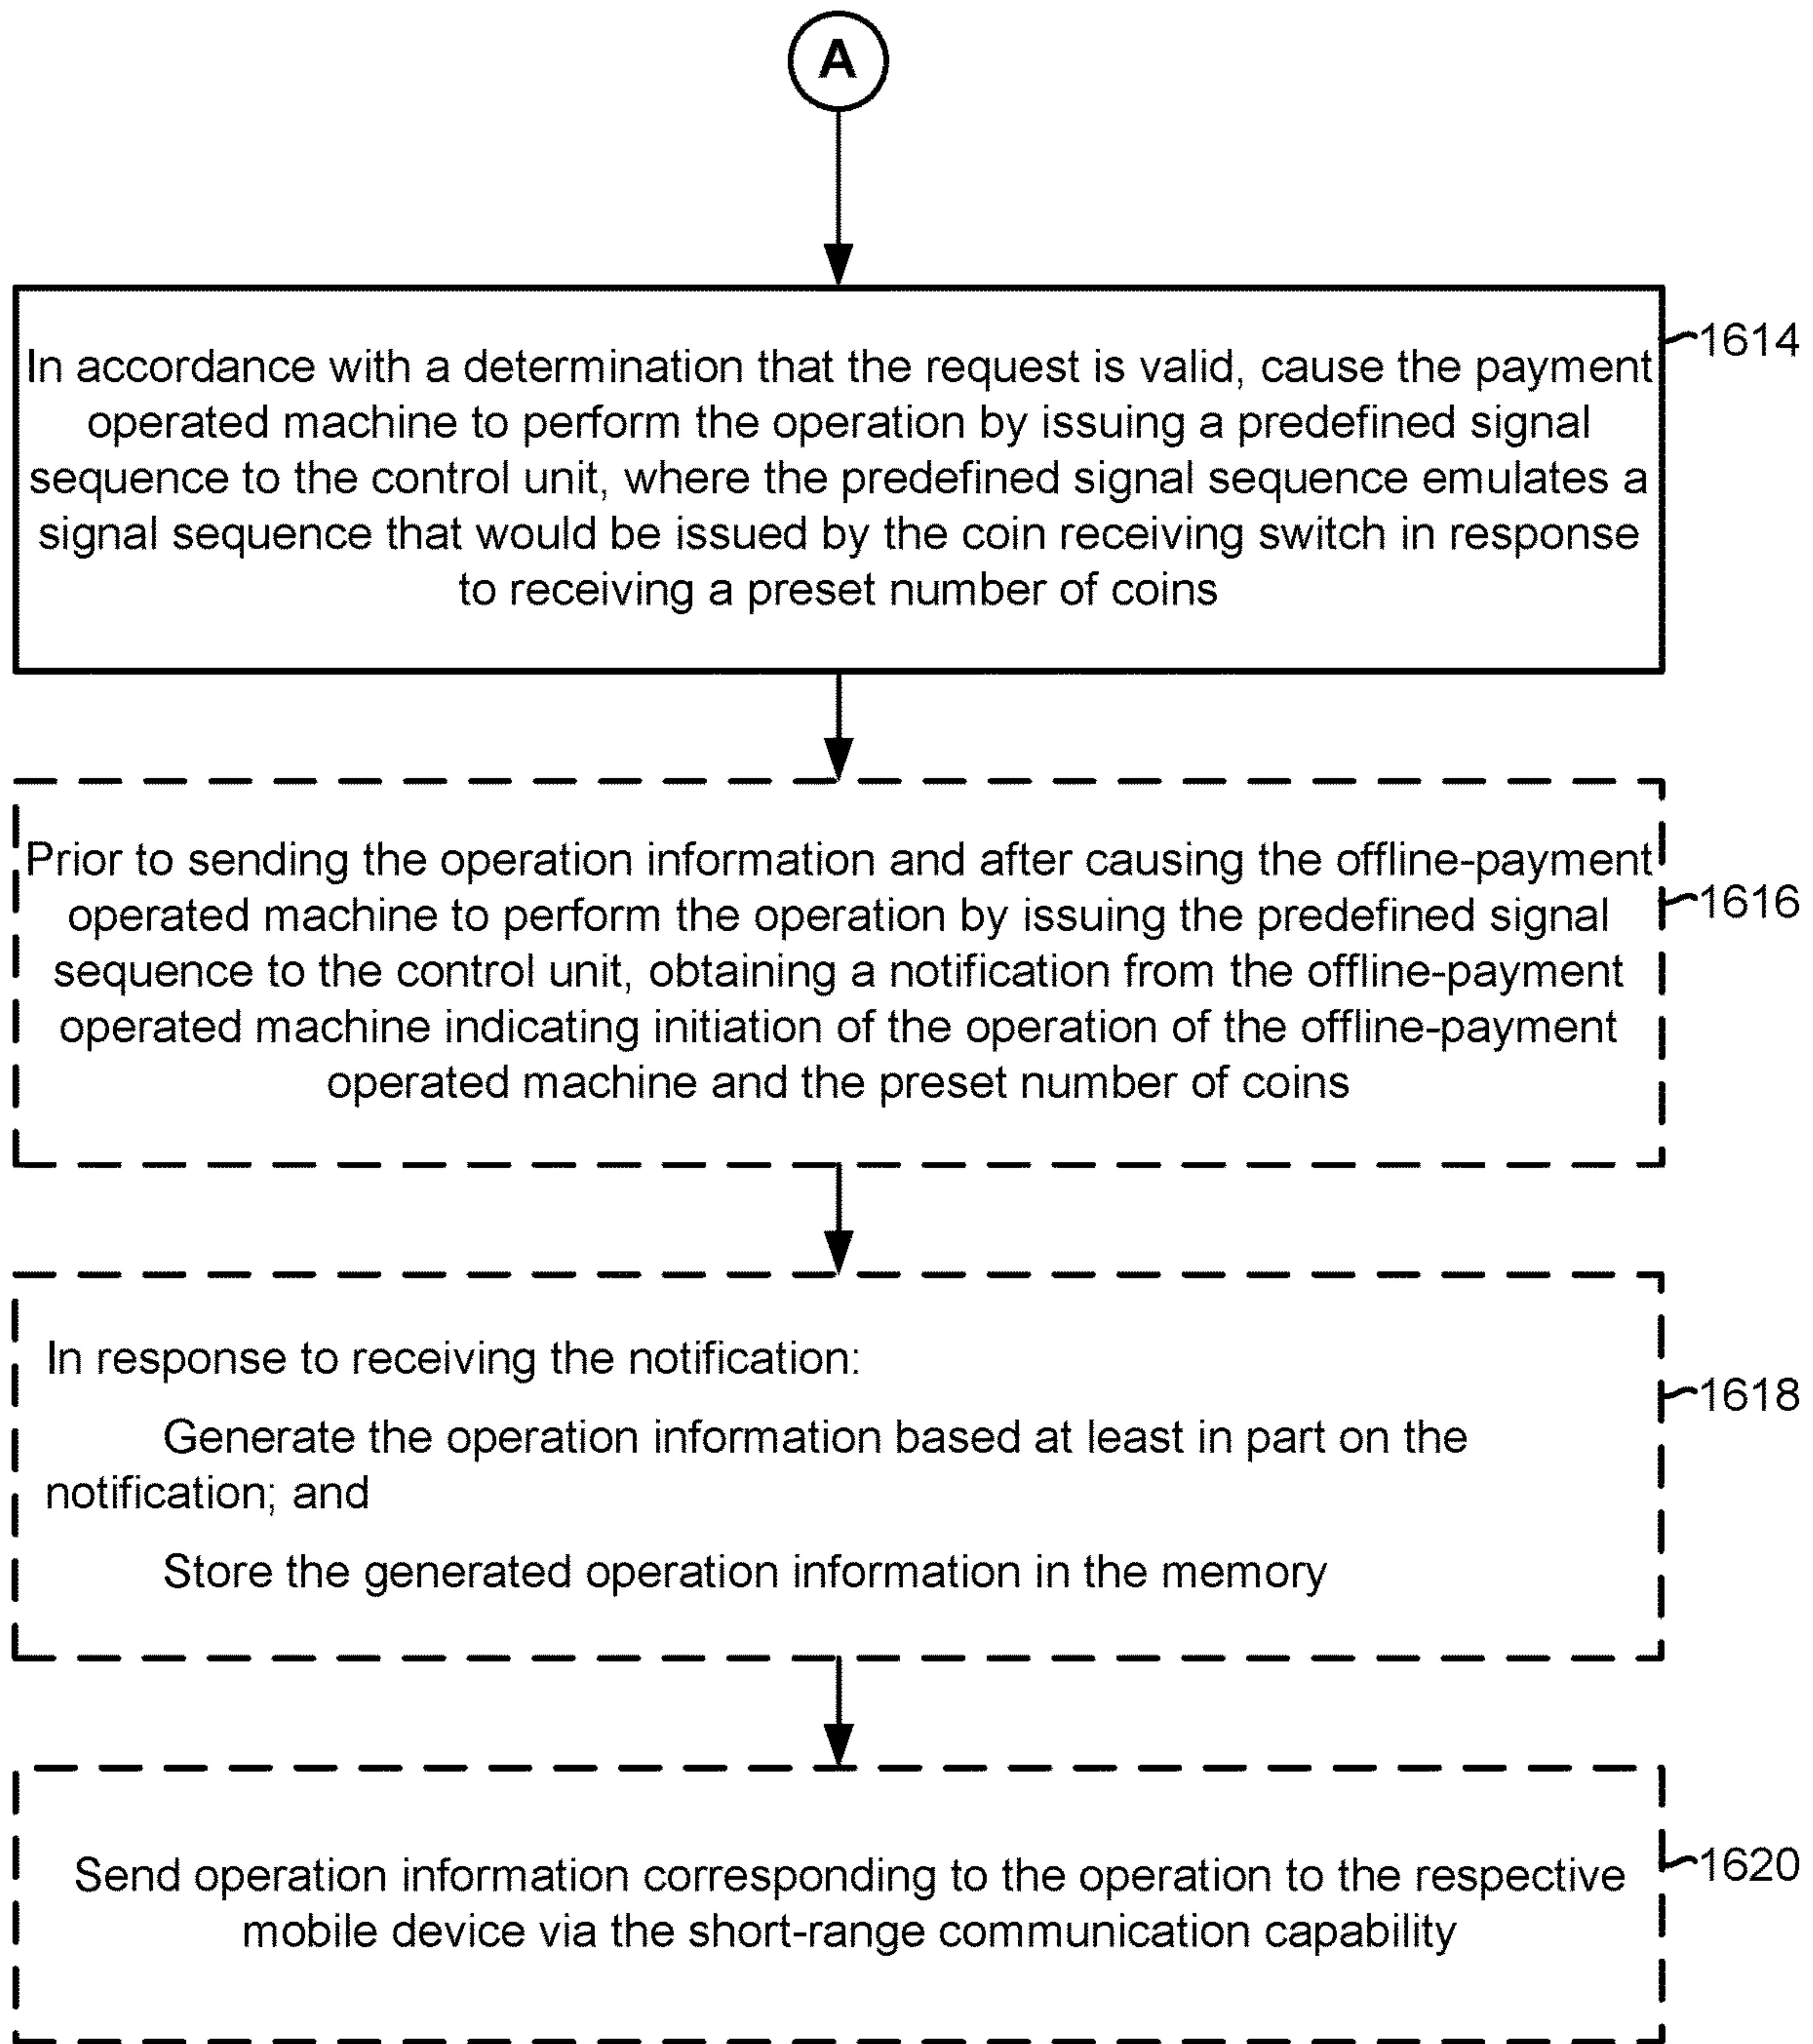 A
In accordance with a determination that the request is valid, cause the payment
operated machine to perform the operation by issuing a predefined signal
sequence to the control unit, where the predefined signal sequence emulates a
signal sequence that would be issued by the coin receiving switch in response
to receiving a preset number of coins
1614
Prior to sending the operation information and after causing the offline-payment
operated machine to perform the operation by issuing the predefined signal
sequence to the control unit, obtaining a notification from the offline-payment
operated machine indicating initiation of the operation of the offline-payment
operated machine and the preset number of coins
1616
In response to receiving the notification:
Generate the operation information based at least in part on the
notification; and
Store the generated operation information in the memory
1618
Send operation information corresponding to the operation to the respective
mobile device via the short-range communication capability
1620